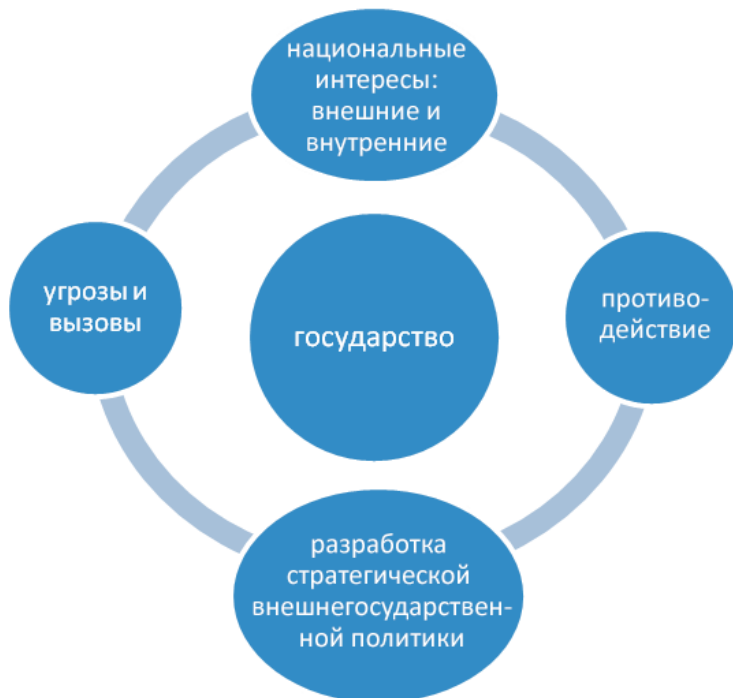 национальные
интересы:
внешние и
внутренние
угрозы и
вызовы
государство
противо-
действие
разработка
стратегической
внешнегосударствен-
ной политики